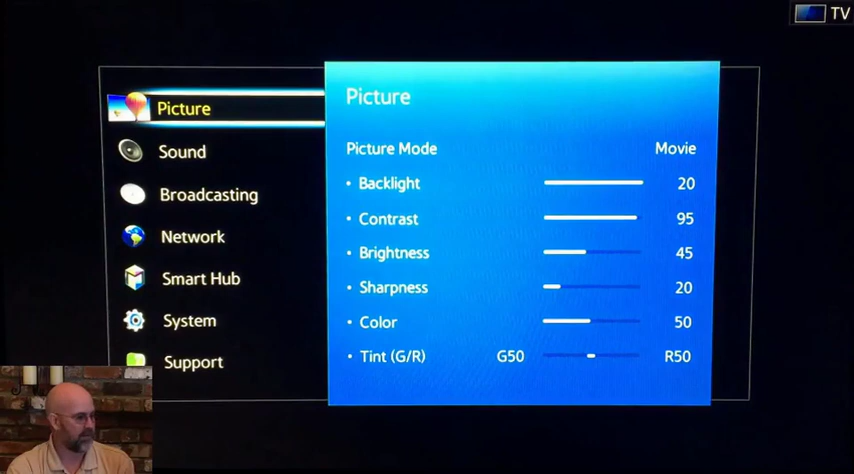 TV
Picture
Sound
Broadcasting
Network
Smart Hub
System
Support
Picture
Picture Mode Movie
• Backlight 20
• Contrast 95
• Brightness 45
• Sharpness 20
• Color 50
• Tint (G/R) G50 R50